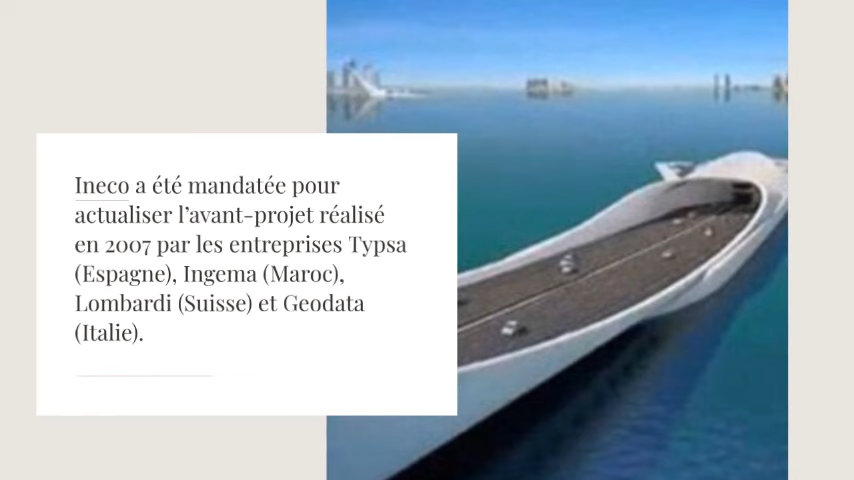 Ineco a été mandatée pour
actualiser l’avant-projet réalisé
en 2007 par les entreprises Typsa
(Espagne), Ingema (Maroc),
Lombardi (Suisse) et Geodata
(Italie).